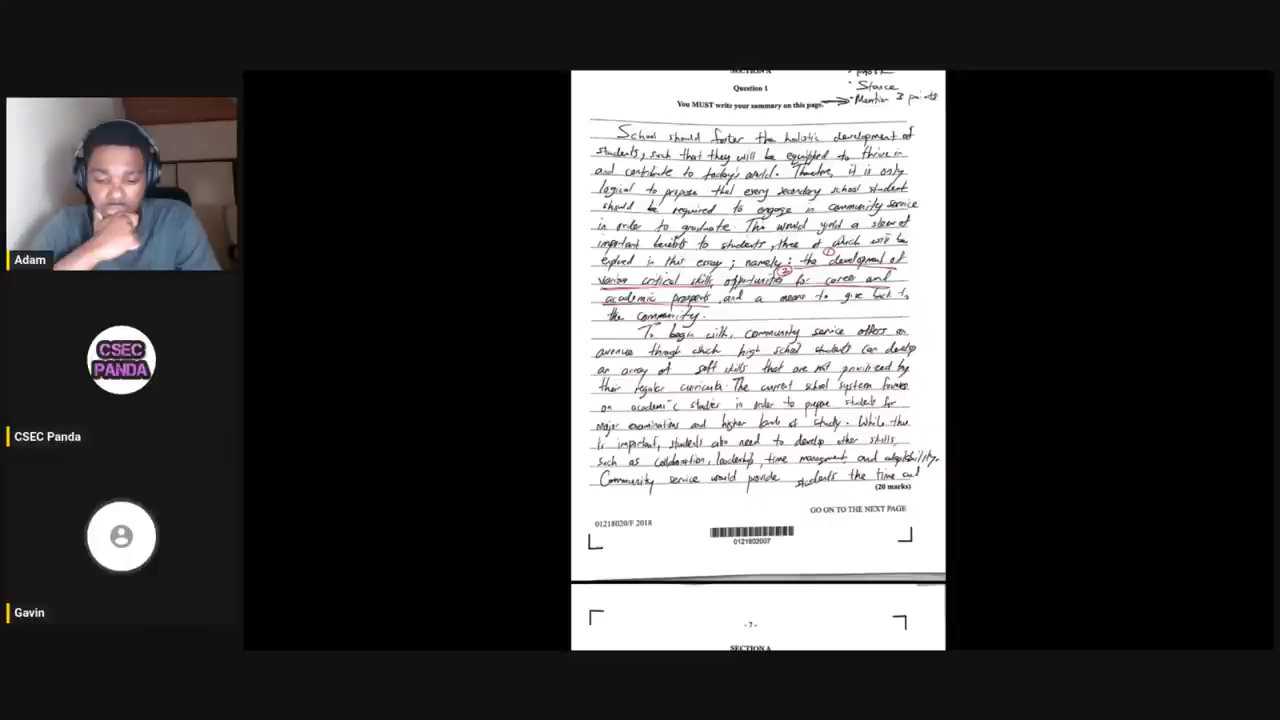 SECTION A
Question 1
Stance
You MUST write your summary on this page.
Mention 3 points
School should foster the holistic development of
students, such that they will be equipped to thrive in
and contribute to today's world. Therefore, it is only
logical to propose that every secondary school student
should be required to engage in community service
in order to graduate. This would yield a slew of
important benefits to students, three of which will be
explored in this essay; namely: the development of
various critical skills, opportunities for career and
academic prospects, and a means to give back to
the community.
1
2
To begin with, community service offers an
avenue through which high school students can develop
an array of soft skills that are not prioritized by
their regular curricula. The current school system focuses
on academic studies in order to prepare students for
major examinations and higher levels of study. While this
is important, students also need to develop other skills,
such as collaboration, leadership, time management and adaptability.
Community service would provide students the time and
(20 marks)
GO ON TO THE NEXT PAGE
01218020/F 2018
0121802007
- 7 -
SECTION A
Adam
CSEC
PANDA
CSEC Panda
Gavin